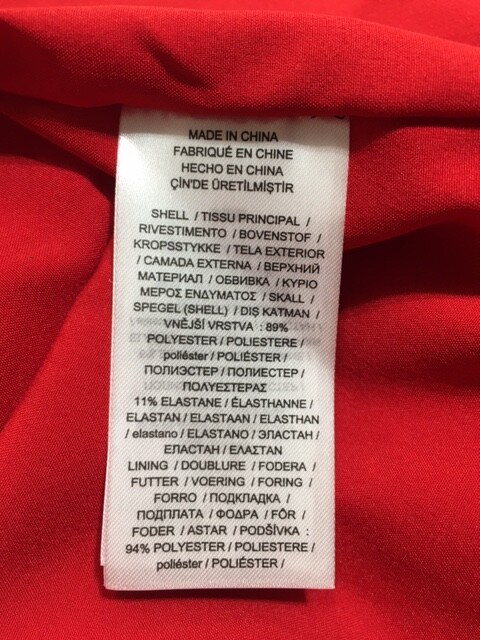 MADE IN CHINA
FABRIQUÉ EN CHINE
HECHO EN CHINA
ÇİN'DE ÜRETİLMİŞTİR
SHELL / TISSU PRINCIPAL /
RIVESTIMENTO / BOVENSTOF /
KROPSSTYKKE / TELA EXTERIOR
/ CAMADA EXTERNA / ВЕРХНИЙ
МАТЕРИАЛ / ОБВИВКА / ΚΥΡΙΟ
ΜΕΡΟΣ ΕΝΔΥΜΑΤΟΣ / SKALL /
SPEGEL (SHELL) / DIŞ KATMAN /
VNĚJŠÍ VRSTVA : 89%
POLYESTER / POLIESTERE /
poliéster / POLIÉSTER /
ПОЛИЭСТЕР / ПОЛИЕСТЕР /
ΠΟΛΥΕΣΤΕΡΑΣ
11% ELASTANE / ÉLASTHANNE /
ELASTAN / ELASTAAN / ELASTHAN
/ elastano / ELASTANO / ЭЛАСТАН /
ЕЛАСТАН / ΕΛΑΣΤΑΝ
LINING / DOUBLURE / FODERA /
FUTTER / VOERING / FORING /
FORRO / ПОДКЛАДКА /
ПОДПЛАТА / ΦΟΔΡΑ / FÔR /
FODER / ASTAR / PODŠÍVKA :
94% POLYESTER / POLIESTERE /
poliéster / POLIÉSTER /